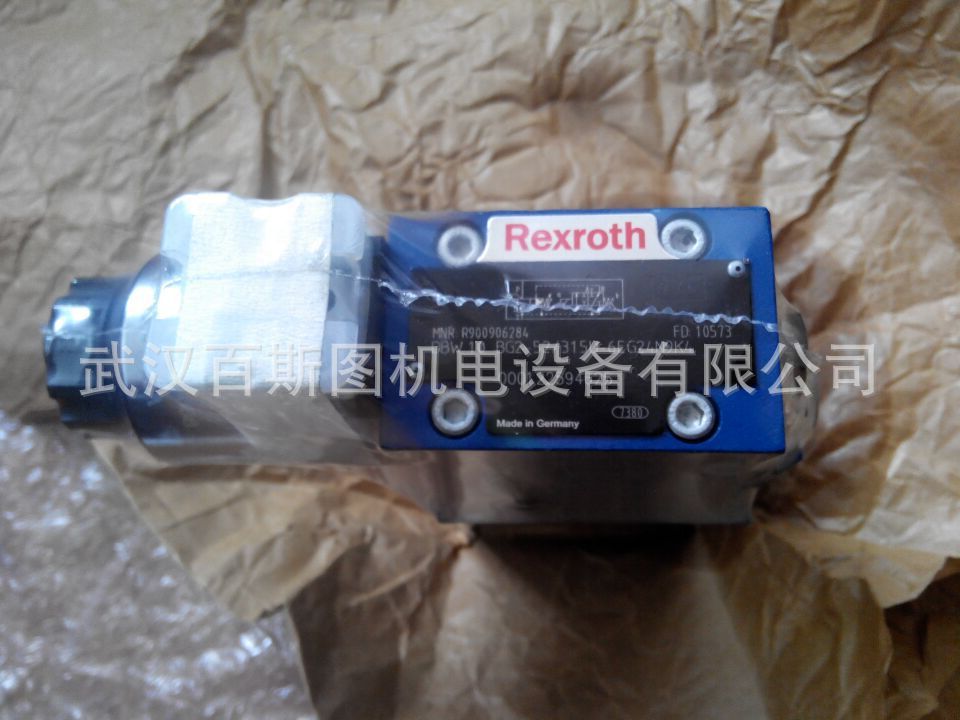 Rexroth
MNR R900906284 FD 10573
武汉百斯图机电设备有限公司
7380
Made in Germany